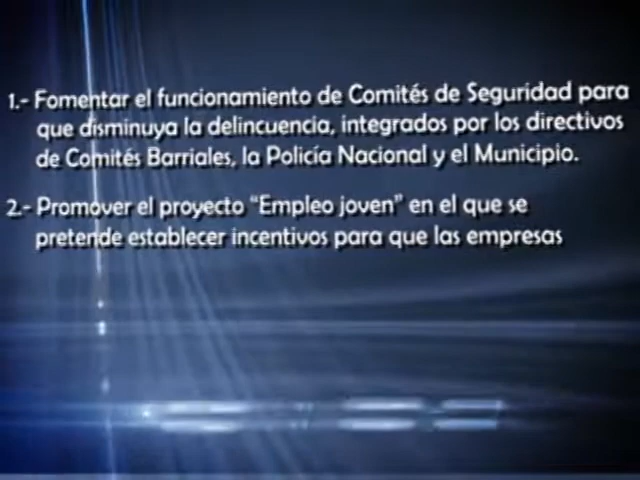 1.- Fomentar el funcionamiento de Comités de Seguridad para
que disminuya la delincuencia, integrados por los directivos
de Comités Barriales, la Policía Nacional y el Municipio.
2.- Promover el proyecto "Empleo joven" en el que se
pretende establecer incentivos para que las empresas